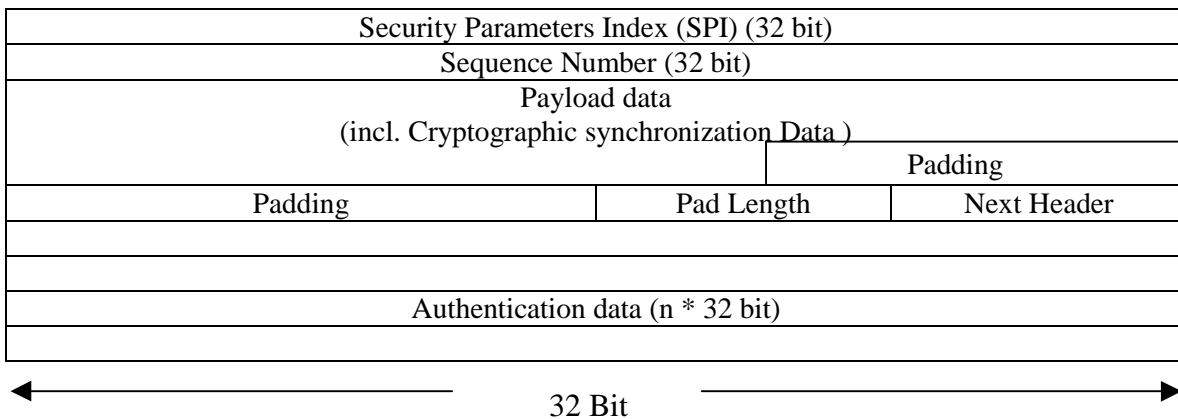 Security Parameters Index (SPI) (32 bit)
Sequence Number (32 bit)
Payload data
(incl. Cryptographic synchronization Data )
Padding
Padding Pad Length Next Header
Authentication data (n * 32 bit)
32 Bit